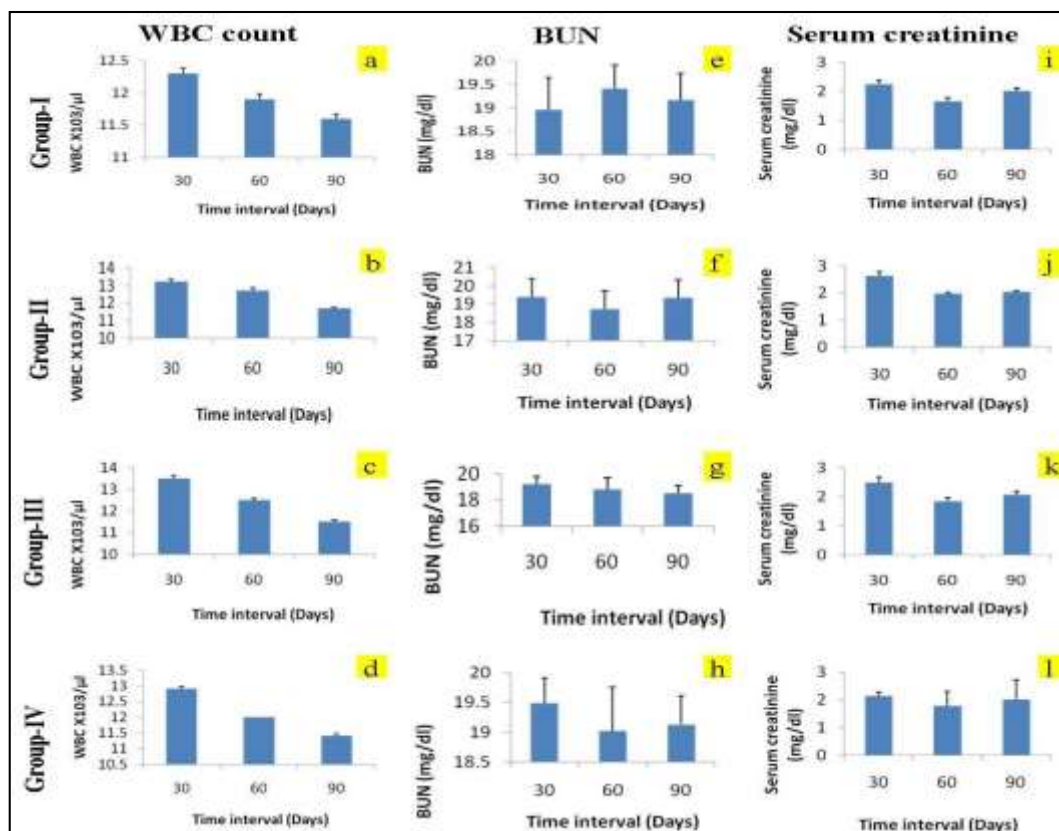 WBC count
BUN
Serum creatinine
Group-I
WBC X103/µl
12.5
12
11.5
11
a
30 60 90
Time interval (Days)
BUN (mg/dl)
20
19.5
19
18.5
18
e
30 60 90
Time interval (Days)
Serum creatinine
(mg/dl)
3
2
1
0
i
30 60 90
Time interval (Days)
Group-II
WBC X103/µl
14
13
12
11
10
b
30 60 90
Time interval (Days)
BUN (mg/dl)
21
20
19
18
17
f
30 60 90
Time interval (Days)
Serum creatinine
(mg/dl)
3
2
1
0
j
30 60 90
Time interval (Days)
Group-III
WBC X103/µl
14
13
12
11
10
c
30 60 90
Time interval (Days)
BUN (mg/dl)
20
18
16
g
30 60 90
Time interval (Days)
Serum creatinine
(mg/dl)
3
2
1
0
k
30 60 90
Time interval (Days)
Group-IV
WBC X103/µl
13.5
13
12.5
12
11.5
11
10.5
d
30 60 90
Time interval (Days)
BUN (mg/dl)
20
19.5
19
18.5
h
30 60 90
Time interval (Days)
Serum creatinine
(mg/dl)
3
2
1
0
l
30 60 90
Time interval (Days)